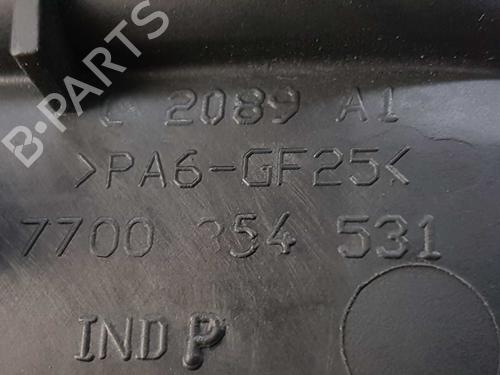 B-PARTS
C 2089 A1
>PA6-GF25<
7700 354 531
IND P